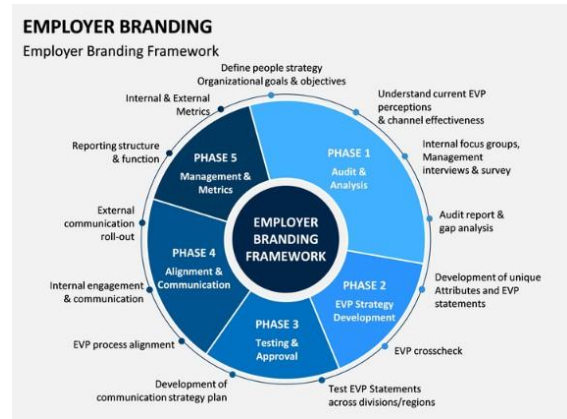 EMPLOYER BRANDING
Employer Branding Framework
Define people strategy
Organizational goals & objectives
Understand current EVP
perceptions
& channel effectiveness
Internal focus groups,
Management
interviews & survey
Audit report &
gap analysis
Development of unique
Attributes and EVP
statements
EVP crosscheck
Test EVP Statements
across divisions/regions
Development of
communication strategy plan
EVP process alignment
Internal engagement
& communication
External
communication
roll-out
Reporting structure
& function
Internal & External
Metrics
PHASE 1
Audit &
Analysis
PHASE 2
EVP Strategy
Development
PHASE 3
Testing &
Approval
PHASE 4
Alignment &
Communication
PHASE 5
Management &
Metrics
EMPLOYER
BRANDING
FRAMEWORK